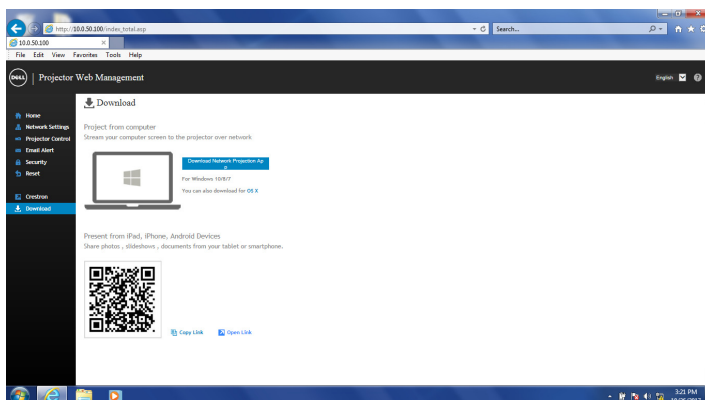 http://10.0.50.100/index_total.asp
Search...
10.0.50.100
File Edit View Favorites Tools Help
DELL
Projector Web Management
English
Home
Network Settings
Projector Control
Email Alert
Security
Reset
Crestron
Download
Download
Project from computer
Stream your computer screen to the projector over network
Download Network Projection Ap
p
For Windows 10/8/7
You can also download for OS X
Present from iPad, iPhone, Android Devices
Share photos , slideshows , documents from your tablet or smartphone.
Copy Link
Open Link
3:21 PM